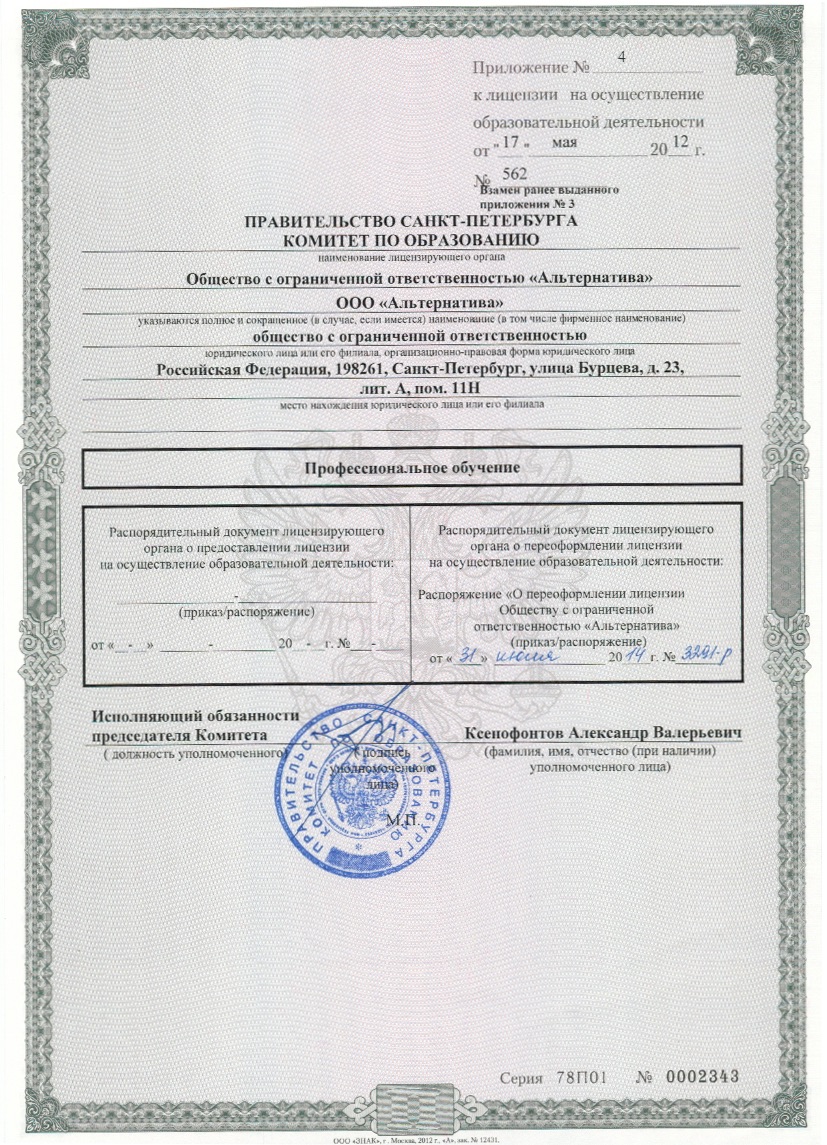 Приложение № 4
к лицензии на осуществление
образовательной деятельности
от "17" мая 2012 г.
№ 562
Взамен ранее выданного
приложения № 3
ПРАВИТЕЛЬСТВО САНКТ-ПЕТЕРБУРГА
КОМИТЕТ ПО ОБРАЗОВАНИЮ
наименование лицензирующего органа
Общество с ограниченной ответственностью «Альтернатива»
ООО «Альтернатива»
указываются полное и сокращенное (в случае, если имеется) наименование (в том числе фирменное наименование)
общество с ограниченной ответственностью
юридического лица или его филиала, организационно-правовая форма юридического лица
Российская Федерация, 198261, Санкт-Петербург, улица Бурцева, д. 23,
лит. А, пом. 11Н
место нахождения юридического лица или его филиала
Профессиональное обучение
Распорядительный документ лицензирующего
органа о предоставлении лицензии
на осуществление образовательной деятельности:
-
(приказ/распоряжение)
от «__-__» _______-_______ 20 - г. №___-
Распорядительный документ лицензирующего
органа о переоформлении лицензии
на осуществление образовательной деятельности:
Распоряжение «О переоформлении лицензии
Обществу с ограниченной
ответственностью «Альтернатива»
(приказ/распоряжение)
от « 31 » июля 2014 г. № 3291-р
Исполняющий обязанности
председателя Комитета
( должность уполномоченного
( подпись
уполномоченного
лица)
М.П.
Ксенофонтов Александр Валерьевич
(фамилия, имя, отчество (при наличии)
уполномоченного лица)
ПРАВИТЕЛЬСТВО САНКТ-ПЕТЕРБУРГА
КОМИТЕТ ПО ОБРАЗОВАНИЮ
Серия 78П01 № 0002343
ООО «ЗНАК», г. Москва, 2012 г., «А», зак. № 12431.